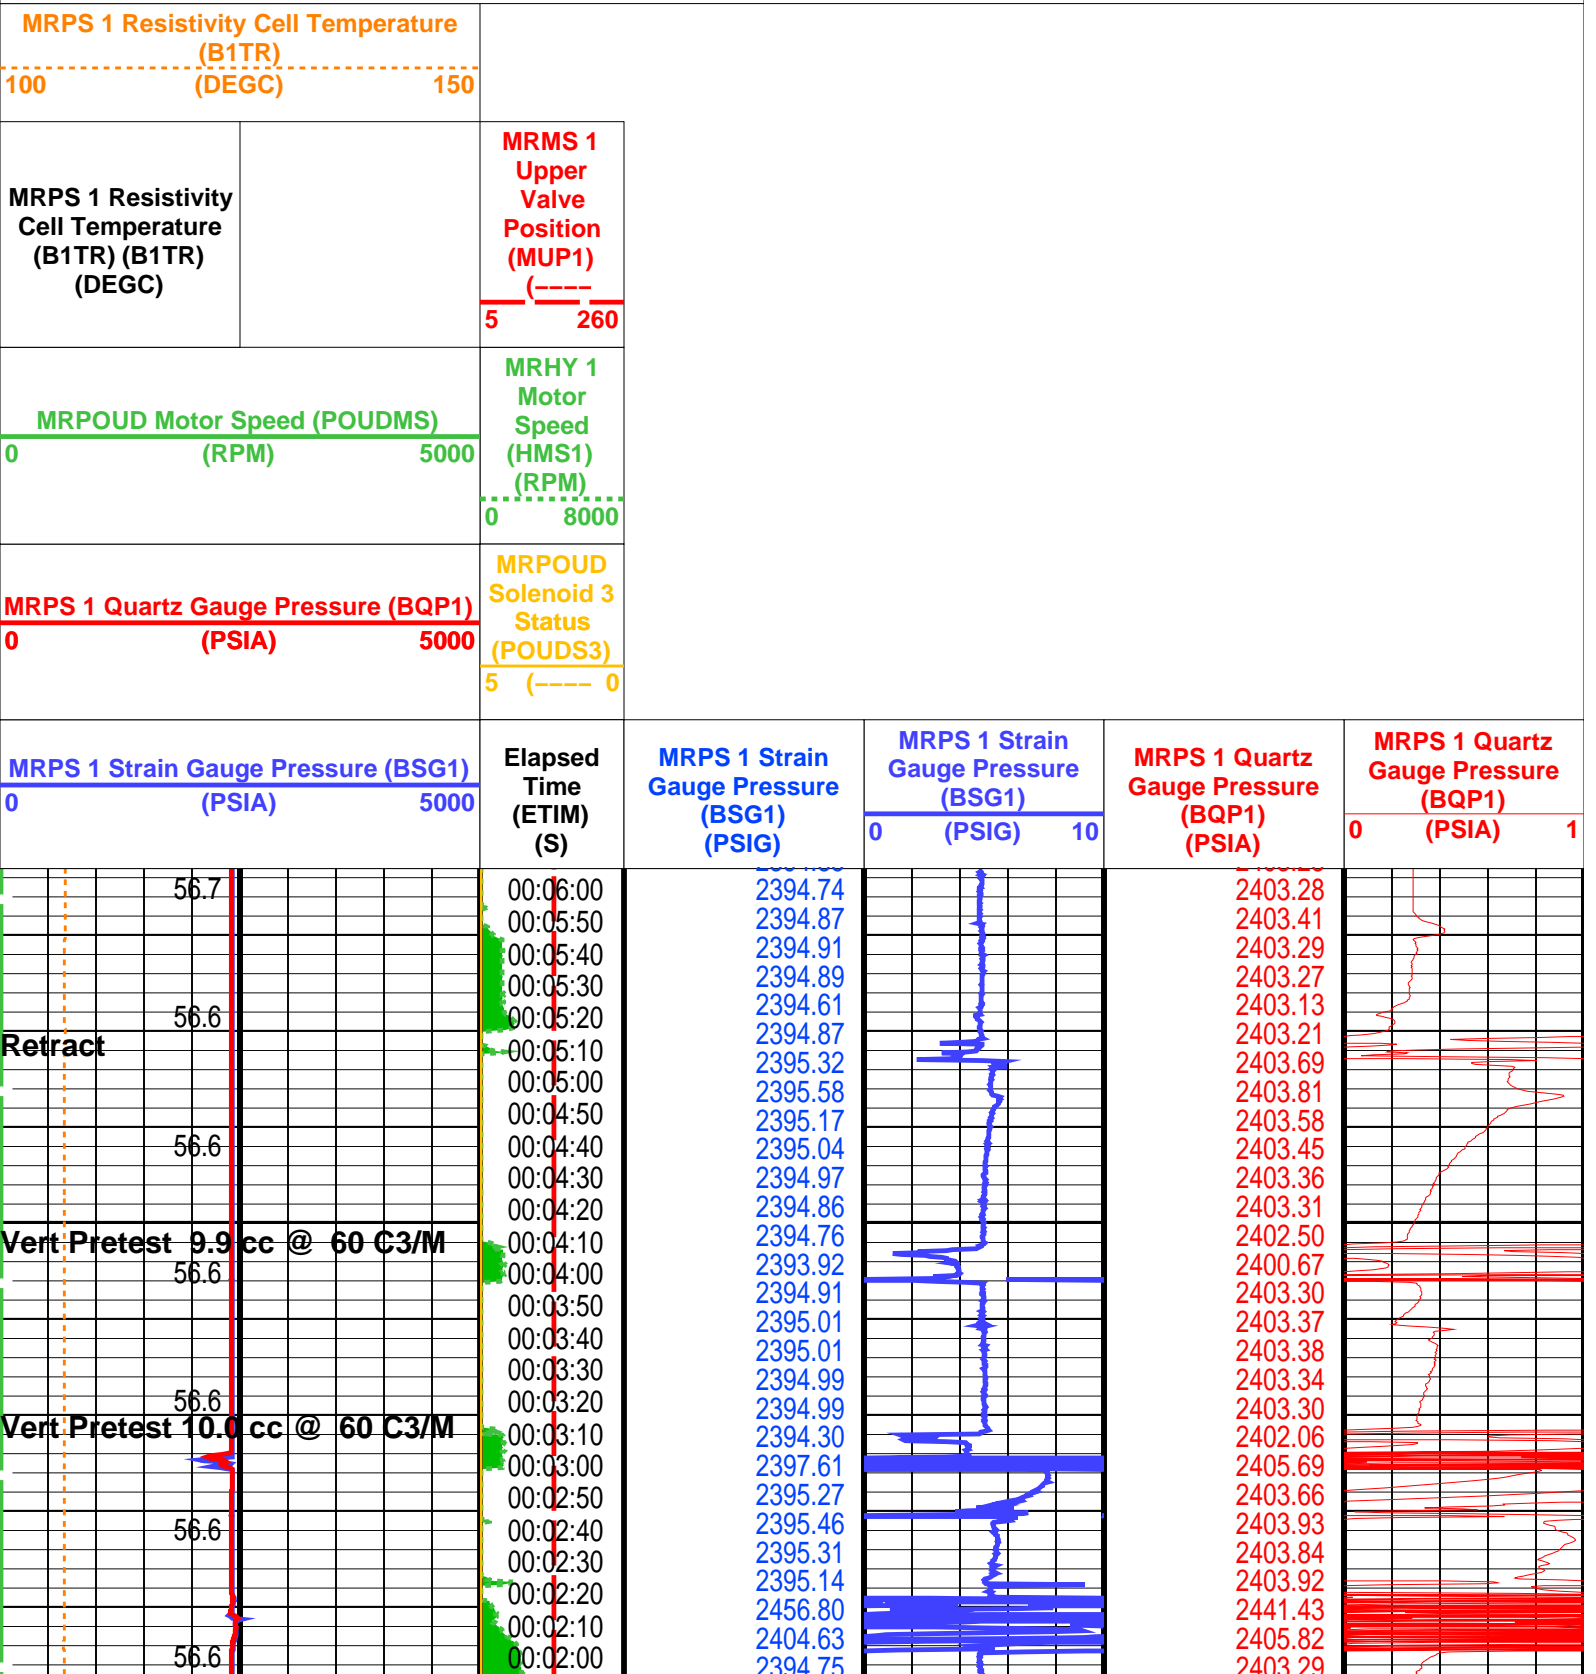 MRPS 1 Resistivity Cell Temperature
(B1TR)
100 (DEGC) 150
MRPS 1 Resistivity
Cell Temperature
(B1TR) (B1TR)
(DEGC)
MRMS 1
Upper
Valve
Position
(MUP1)
(----
5 260
MRPOUD Motor Speed (POUDMS)
0 (RPM) 5000
MRHY 1
Motor
Speed
(HMS1)
(RPM)
0 8000
MRPS 1 Quartz Gauge Pressure (BQP1)
0 (PSIA) 5000
MRPOUD
Solenoid 3
Status
(POUDS3)
5 (---- 0
MRPS 1 Strain Gauge Pressure (BSG1)
0 (PSIA) 5000
Elapsed
Time
(ETIM)
(S)
MRPS 1 Strain
Gauge Pressure
(BSG1)
(PSIG)
MRPS 1 Strain
Gauge Pressure
(BSG1)
0 (PSIG) 10
MRPS 1 Quartz
Gauge Pressure
(BQP1)
(PSIA)
MRPS 1 Quartz
Gauge Pressure
(BQP1)
0 (PSIA) 1
56.7 00:06:00 2394.74 2403.28
00:05:50 2394.87 2403.41
00:05:40 2394.91 2403.29
00:05:30 2394.89 2403.27
56.6 00:05:20 2394.61 2403.13
Retract 00:05:10 2394.87 2403.21
2395.32 2403.69
00:05:00 2395.58 2403.81
00:04:50 2395.17 2403.58
56.6 00:04:40 2395.04 2403.45
00:04:30 2394.97 2403.36
00:04:20 2394.86 2403.31
Vert Pretest 9.9 cc @ 60 C3/M 00:04:10 2394.76 2402.50
56.6 00:04:00 2393.92 2400.67
00:03:50 2394.91 2403.30
2395.01 2403.37
00:03:40 2395.01 2403.38
00:03:30 2394.99 2403.34
56.6 00:03:20 2394.99 2403.30
Vert Pretest 10.0 cc @ 60 C3/M 00:03:10 2394.30 2402.06
00:03:00 2397.61 2405.69
00:02:50 2395.27 2403.66
56.6 00:02:40 2395.46 2403.93
00:02:30 2395.31 2403.84
00:02:20 2395.14 2403.92
2456.80 2441.43
00:02:10 2404.63 2405.82
56.6 00:02:00 2394.75 2403.29